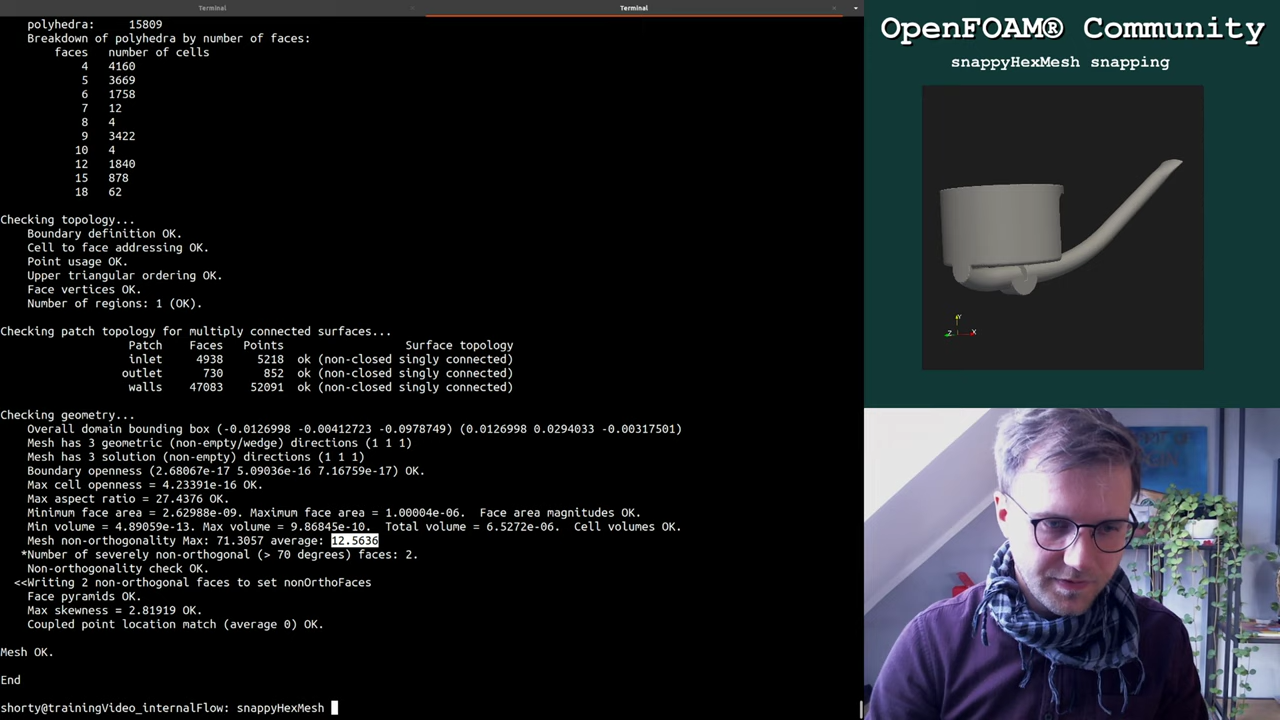 Terminal
Terminal
polyhedra: 15809
Breakdown of polyhedra by number of faces:
faces number of cells
4 4160
5 3669
6 1758
7 12
8 4
9 3422
10 4
12 1840
15 878
18 62
Checking topology...
Boundary definition OK.
Cell to face addressing OK.
Point usage OK.
Upper triangular ordering OK.
Face vertices OK.
Number of regions: 1 (OK).
Checking patch topology for multiply connected surfaces...
Patch Faces Points Surface topology
inlet 4938 5218 ok (non-closed singly connected)
outlet 730 852 ok (non-closed singly connected)
walls 47083 52091 ok (non-closed singly connected)
Checking geometry...
Overall domain bounding box (-0.0126998 -0.00412723 -0.0978749) (0.0126998 0.0294033 -0.00317501)
Mesh has 3 geometric (non-empty/wedge) directions (1 1 1)
Mesh has 3 solution (non-empty) directions (1 1 1)
Boundary openness (2.68067e-17 5.09036e-16 7.16759e-17) OK.
Max cell openness = 4.23391e-16 OK.
Max aspect ratio = 27.4376 OK.
Minimum face area = 2.62988e-09. Maximum face area = 1.00004e-06. Face area magnitudes OK.
Min volume = 4.89059e-13. Max volume = 9.86845e-10. Total volume = 6.5272e-06. Cell volumes OK.
Mesh non-orthogonality Max: 71.3057 average: 12.5636
*Number of severely non-orthogonal (> 70 degrees) faces: 2.
Non-orthogonality check OK.
<<Writing 2 non-orthogonal faces to set nonOrthoFaces
Face pyramids OK.
Max skewness = 2.81919 OK.
Coupled point location match (average 0) OK.
Mesh OK.
End
shorty@trainingVideo_internalFlow: snappyHexMesh
OpenFOAM® Community
snappyHexMesh snapping
Y
Z X